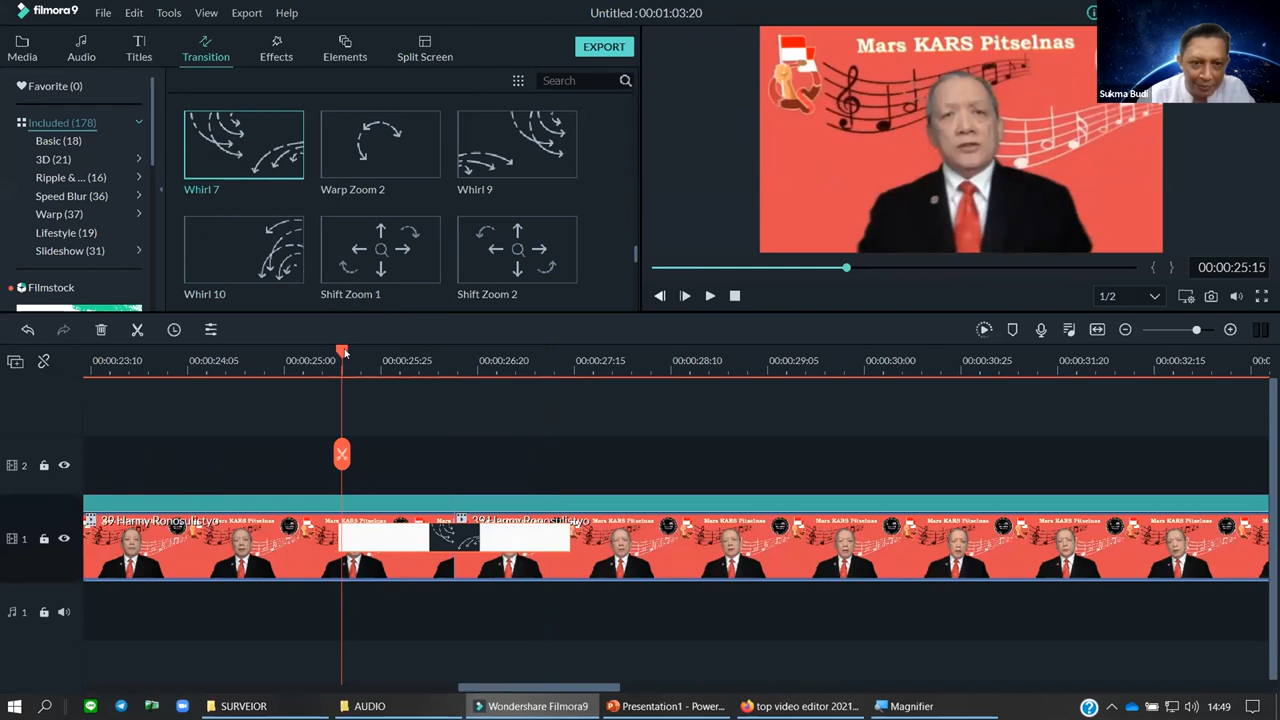 filmora9 File Edit Tools View Export Help Untitled : 00:01:03:20
Media Audio Titles Transition Effects Elements Split Screen EXPORT
Favorite (0)
Included (178)
Basic (18)
3D (21)
Ripple & ... (16)
Speed Blur (36)
Warp (37)
Lifestyle (19)
Slideshow (31)
Filmstock
Search
Whirl 7 Warp Zoom 2 Whirl 9
Whirl 10 Shift Zoom 1 Shift Zoom 2
Mars KARS Pitselnas
Sukma Budi
00:00:25:15
1/2
00:00:23:10 00:00:24:05 00:00:25:00 00:00:25:25 00:00:26:20 00:00:27:15 00:00:28:10 00:00:29:05 00:00:30:00 00:00:30:25 00:00:31:20 00:00:32:15 00:0
2
39 Hanny Ronosulistyo 39 Hanny Ronosulistyo
Mars KARS Pitselnas
1
1
SURVEIOR AUDIO Wondershare Filmora9 Presentation1 - Power... top video editor 2021... Magnifier 14:49